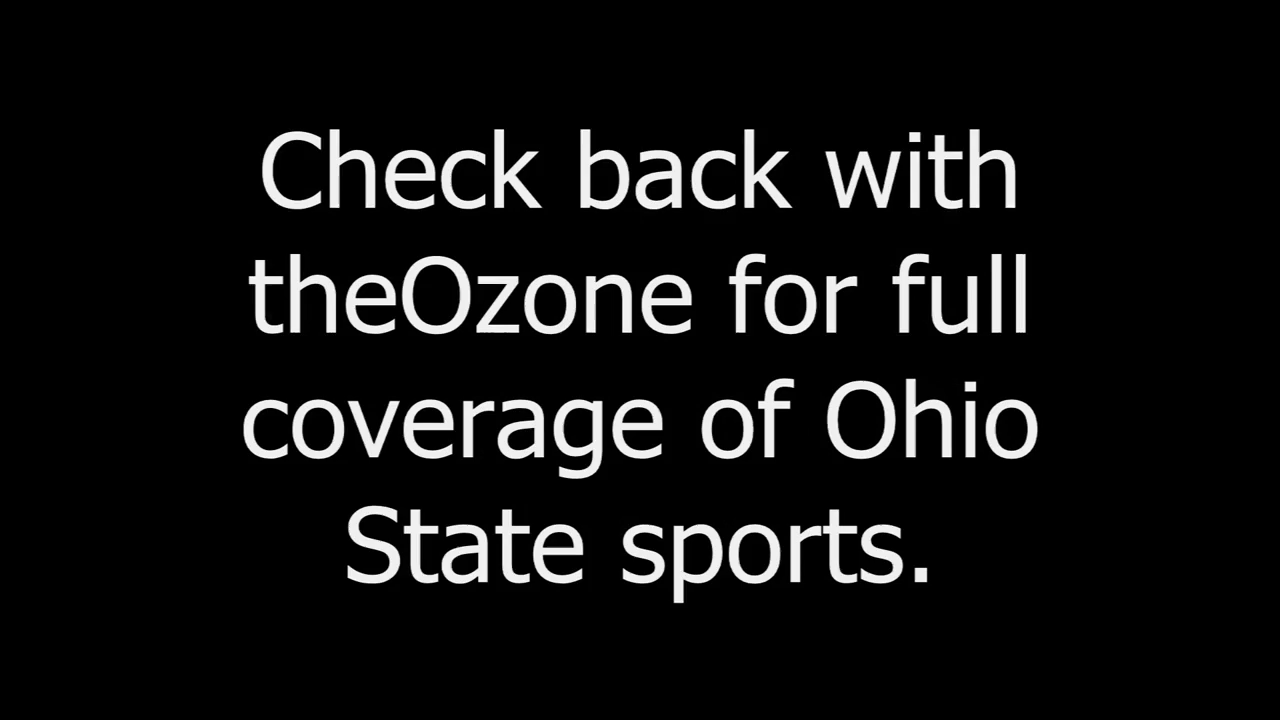 Check back with
theOzone for full
coverage of Ohio
State sports.